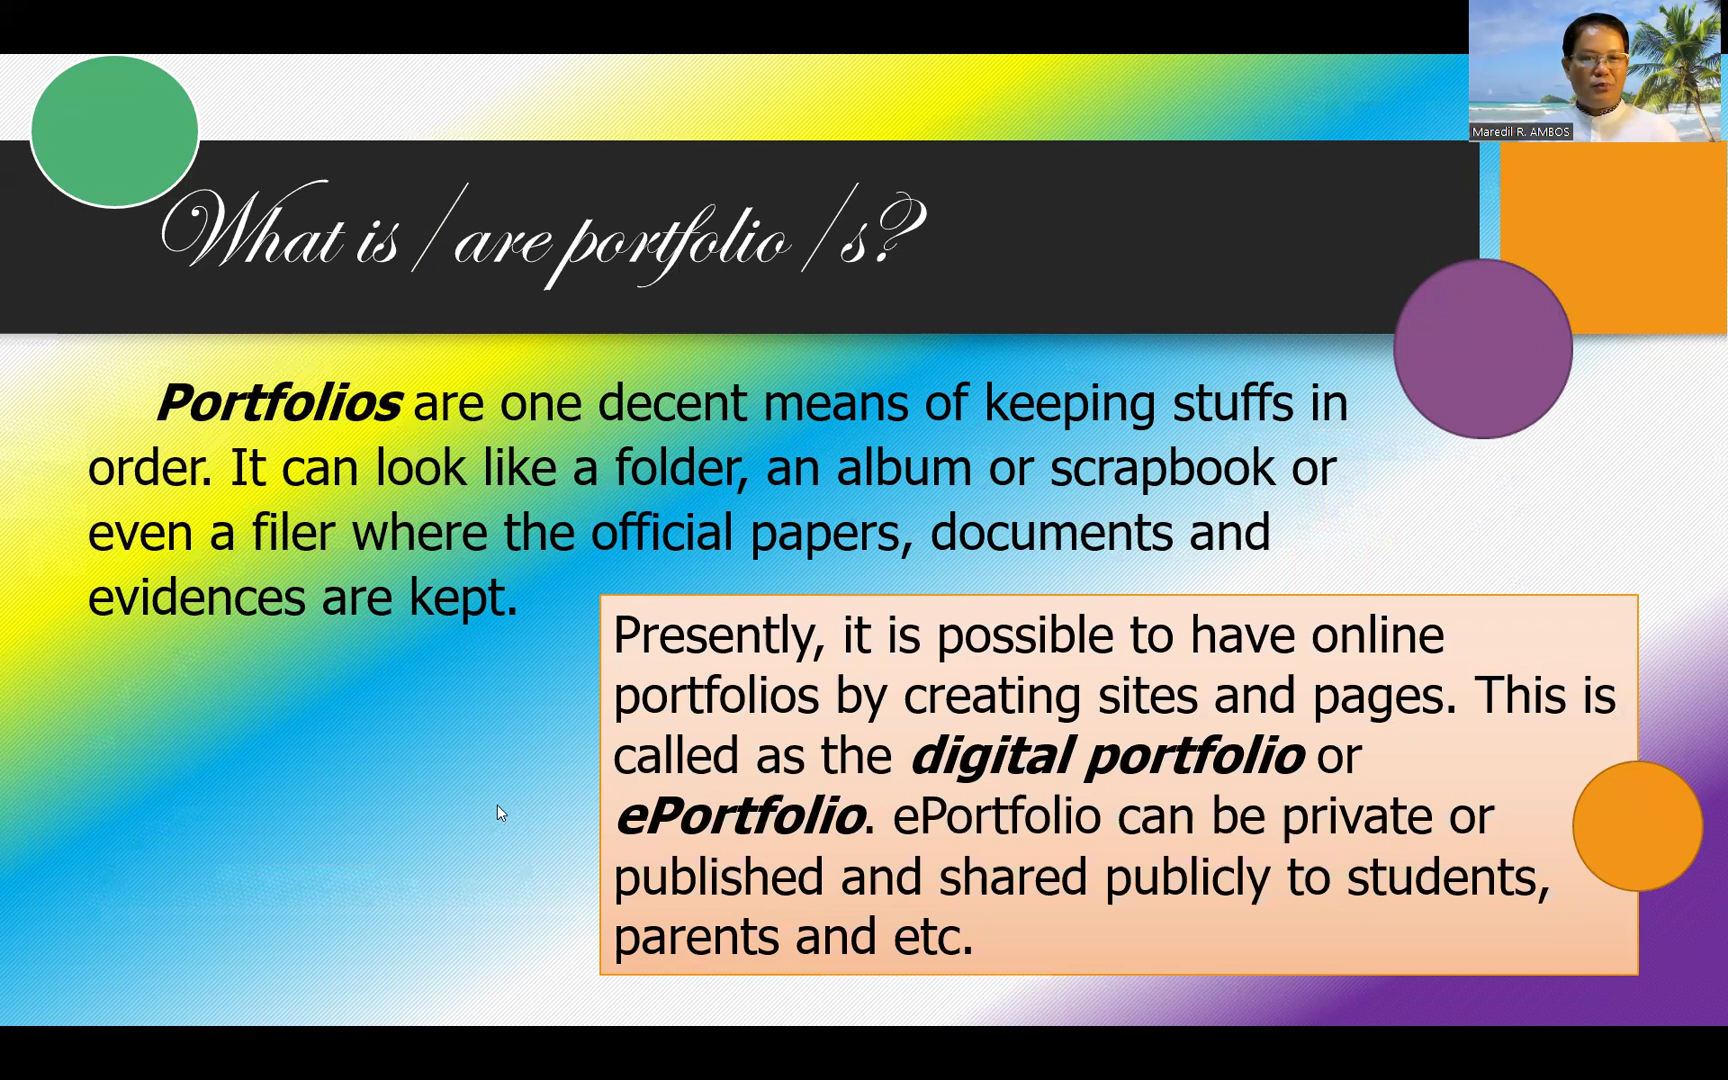 Maredil R. AMBOS
What is / are portfolio /s?
Portfolios are one decent means of keeping stuffs in
order. It can look like a folder, an album or scrapbook or
even a filer where the official papers, documents and
evidences are kept.
Presently, it is possible to have online
portfolios by creating sites and pages. This is
called as the digital portfolio or
ePortfolio. ePortfolio can be private or
published and shared publicly to students,
parents and etc.